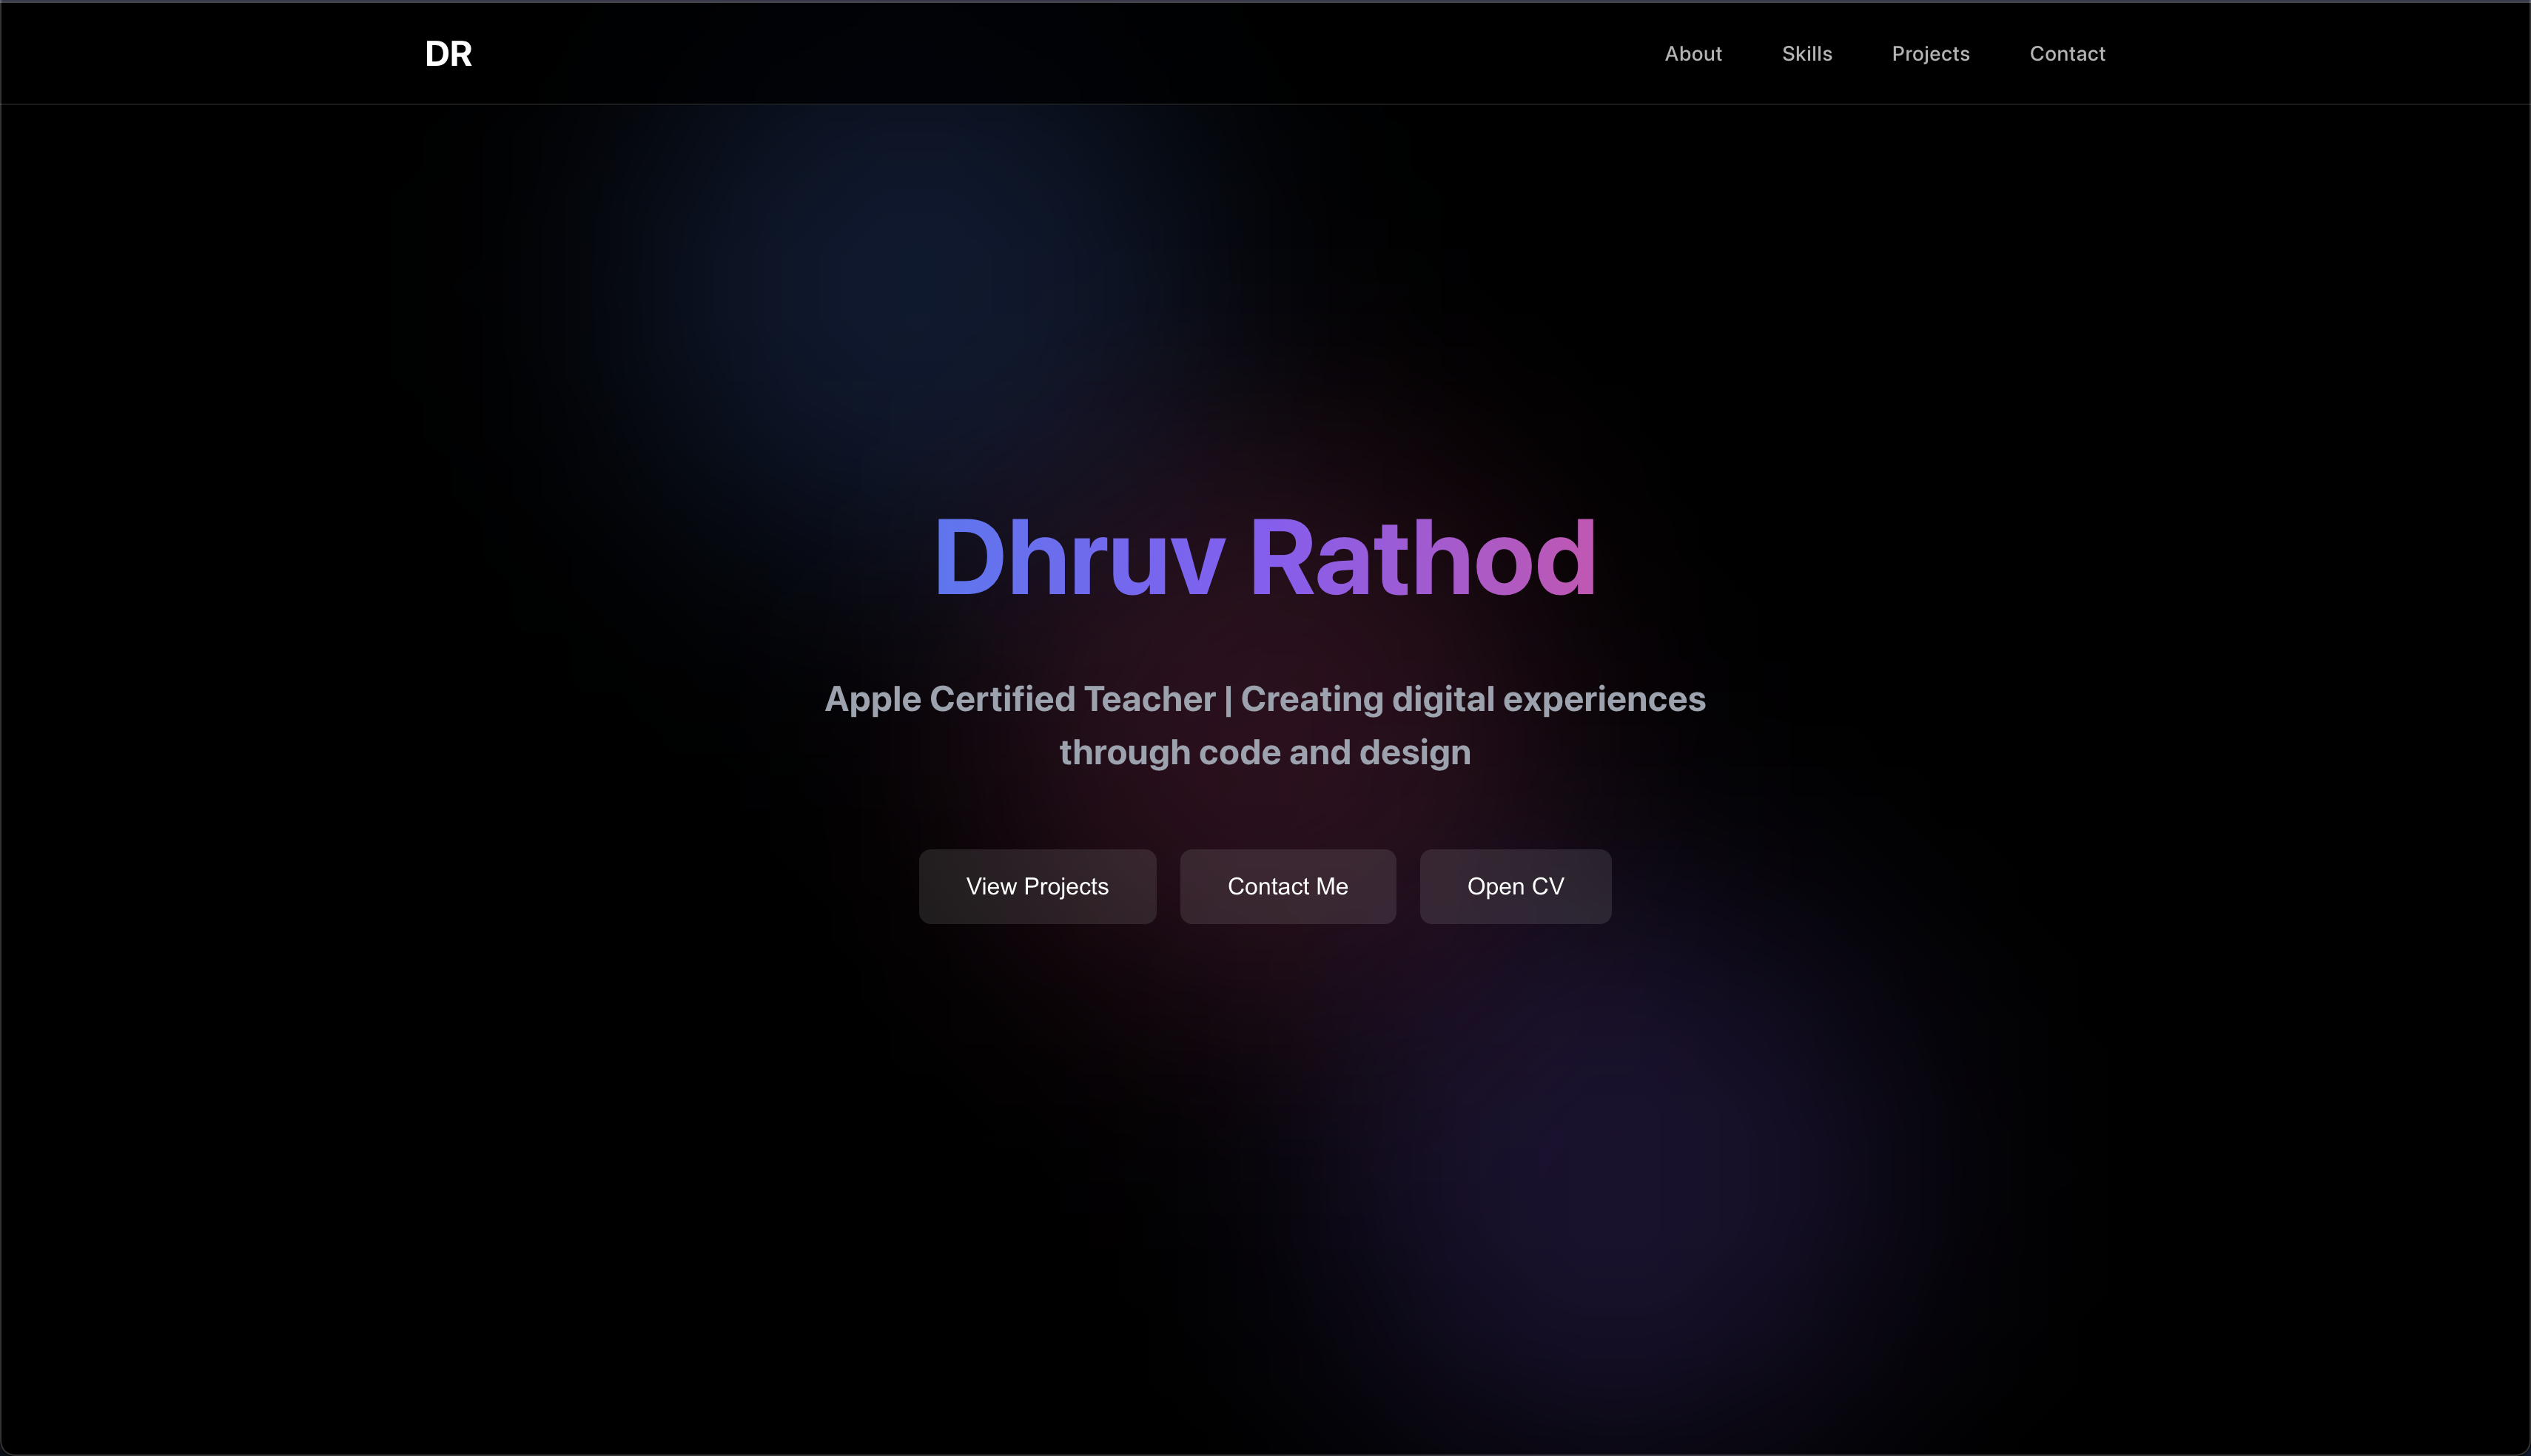 DR
About Skills Projects Contact
Dhruv Rathod
Apple Certified Teacher | Creating digital experiences
through code and design
View Projects Contact Me Open CV